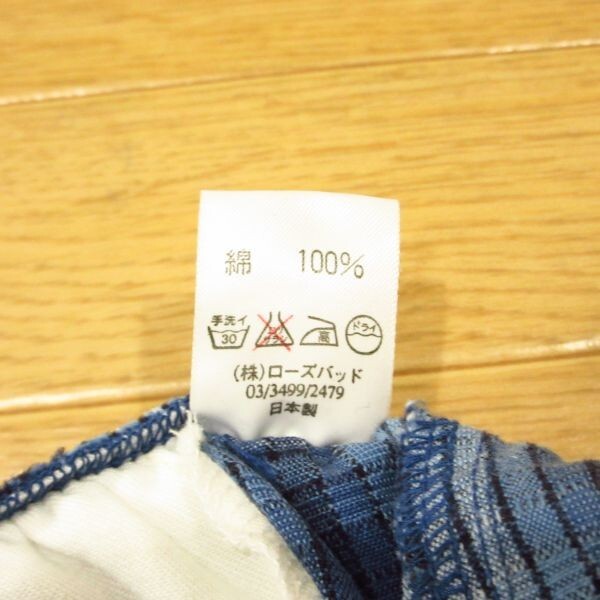 綿 100%
手洗イ
30
エンソ
サラシ
高
ドライ
(株)ローズバッド
03/3499/2479
日本製